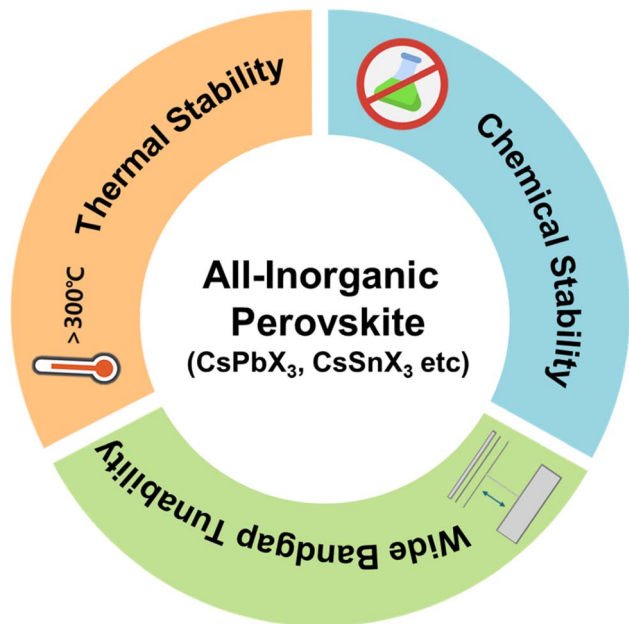 Thermal Stability
>300℃
Chemical Stability
All-Inorganic
Perovskite
(CsPbX₃, CsSnX₃ etc)
Wide Bandgap Tunability